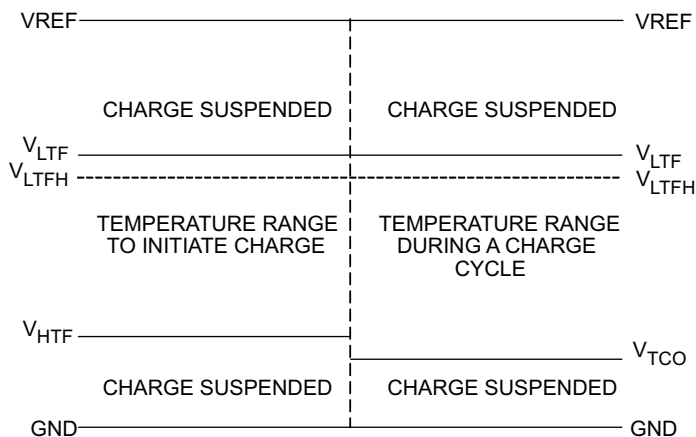 VREF VREF
CHARGE SUSPENDED CHARGE SUSPENDED
VLTF VLTF
VLTFH VLTFH
TEMPERATURE RANGE TEMPERATURE RANGE
TO INITIATE CHARGE DURING A CHARGE
CYCLE
VHTF
VTCO
CHARGE SUSPENDED CHARGE SUSPENDED
GND GND